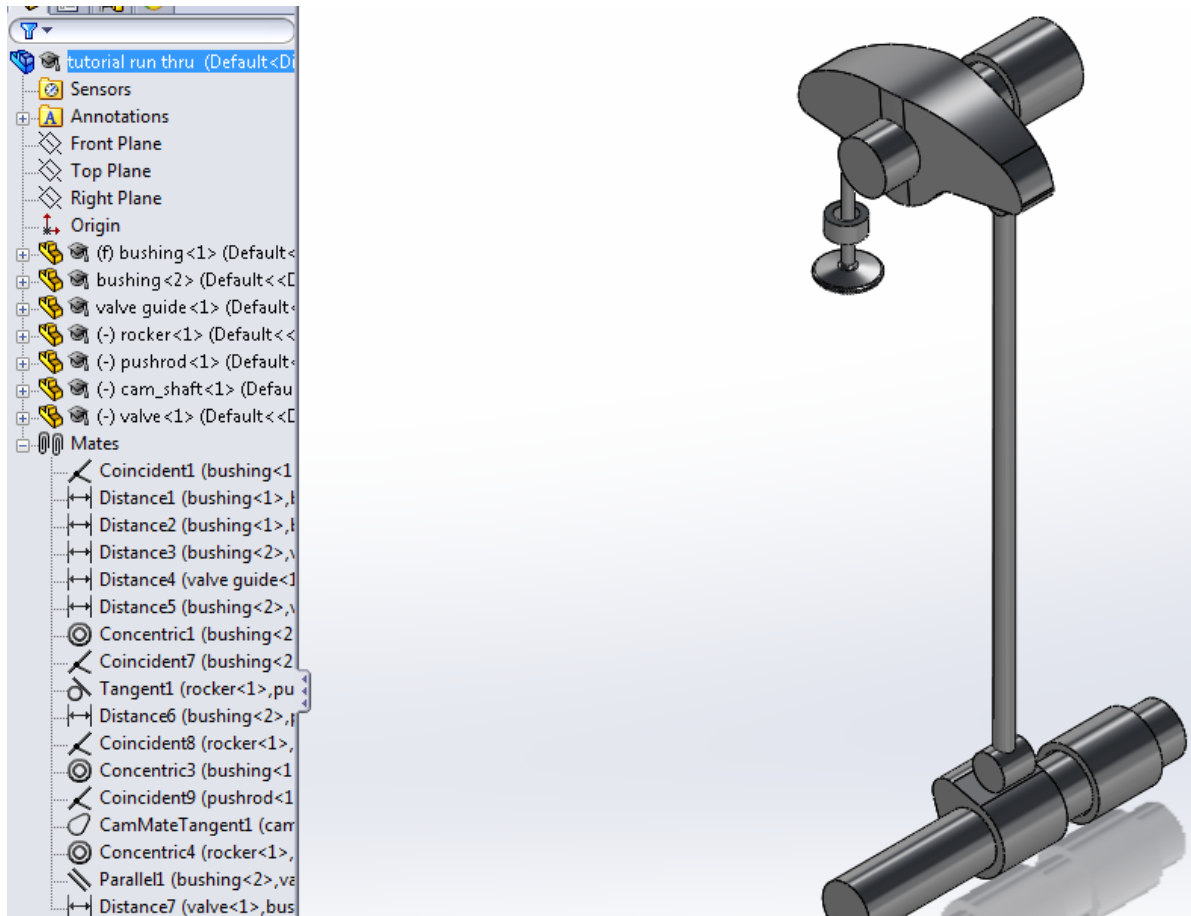 tutorial run thru (Default<Di
Sensors
A Annotations
Front Plane
Top Plane
Right Plane
Origin
(f) bushing<1> (Default<
bushing<2> (Default<<D
valve guide<1> (Default<
(-) rocker<1> (Default<<
(-) pushrod<1> (Default<
(-) cam_shaft<1> (Defau
(-) valve<1> (Default<<D
Mates
Coincident1 (bushing<1
Distance1 (bushing<1>,b
Distance2 (bushing<1>,b
Distance3 (bushing<2>,v
Distance4 (valve guide<1
Distance5 (bushing<2>,v
Concentric1 (bushing<2
Coincident7 (bushing<2
Tangent1 (rocker<1>,pu
Distance6 (bushing<2>,p
Coincident8 (rocker<1>,
Concentric3 (bushing<1
Coincident9 (pushrod<1
CamMateTangent1 (cam
Concentric4 (rocker<1>,
Parallel1 (bushing<2>,va
Distance7 (valve<1>,bus